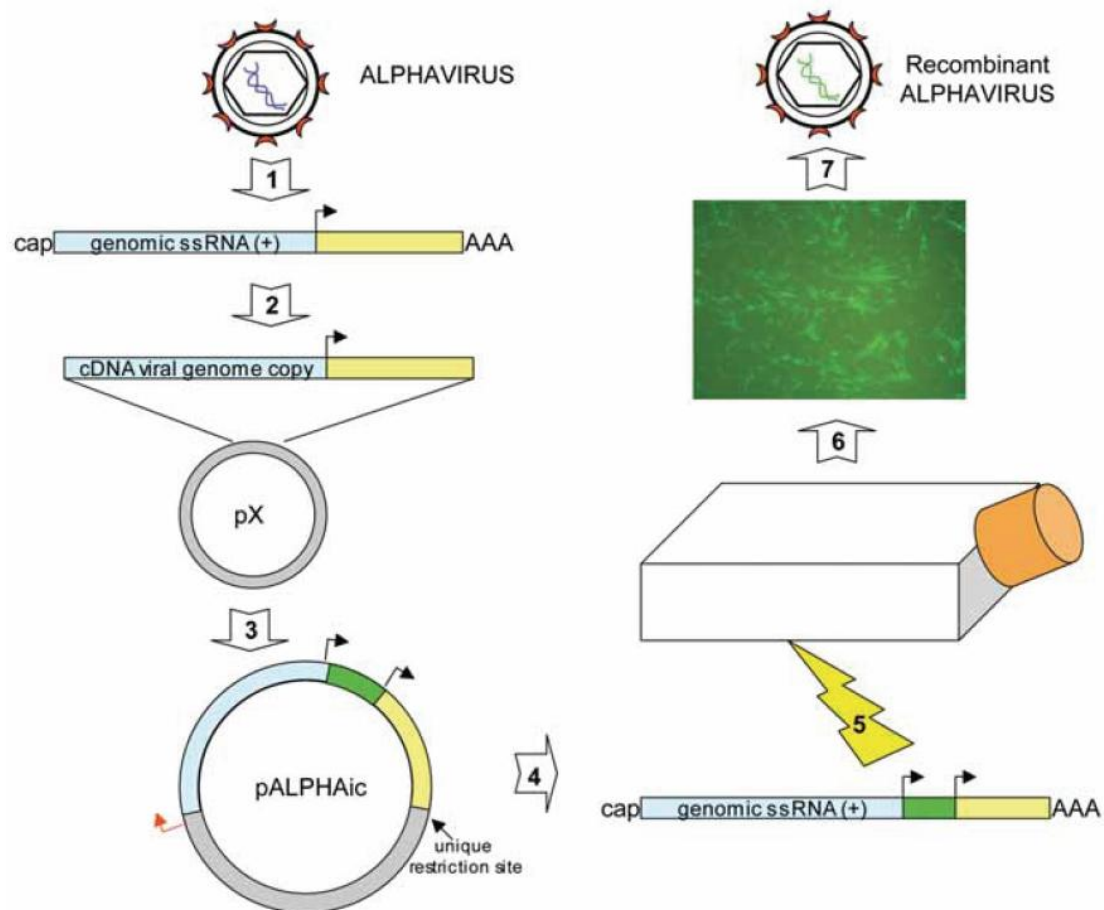 ALPHAVIRUS
1
cap genomic ssRNA (+) AAA
2
cDNA viral genome copy
pX
3
pALPHAic
unique
restriction site
4
5
cap genomic ssRNA (+) AAA
6
7
Recombinant
ALPHAVIRUS